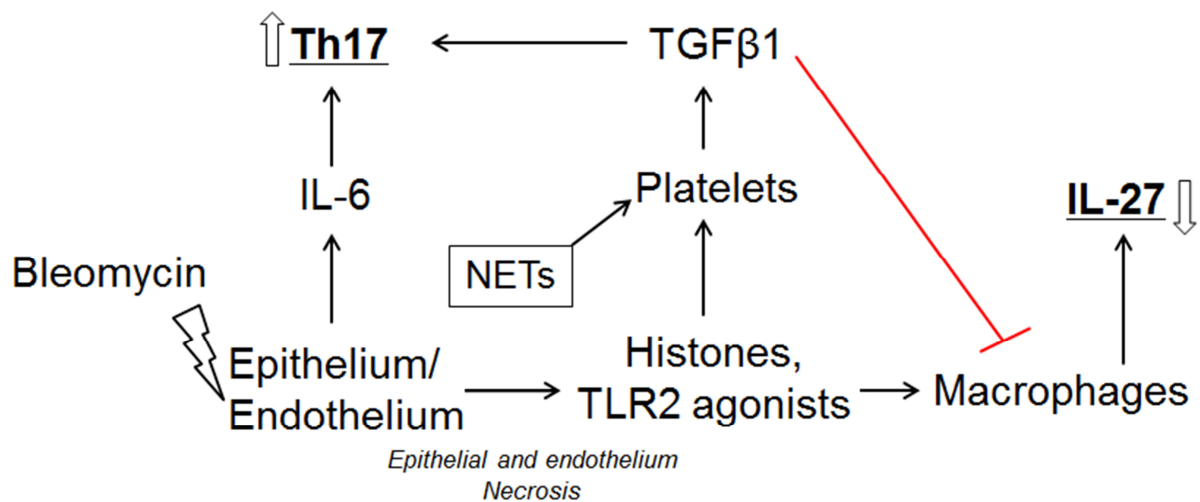 Th17
TGFβ1
IL-6
Platelets
IL-27
Bleomycin
NETs
Epithelium/
Endothelium
Histones,
TLR2 agonists
Macrophages
Epithelial and endothelium
Necrosis